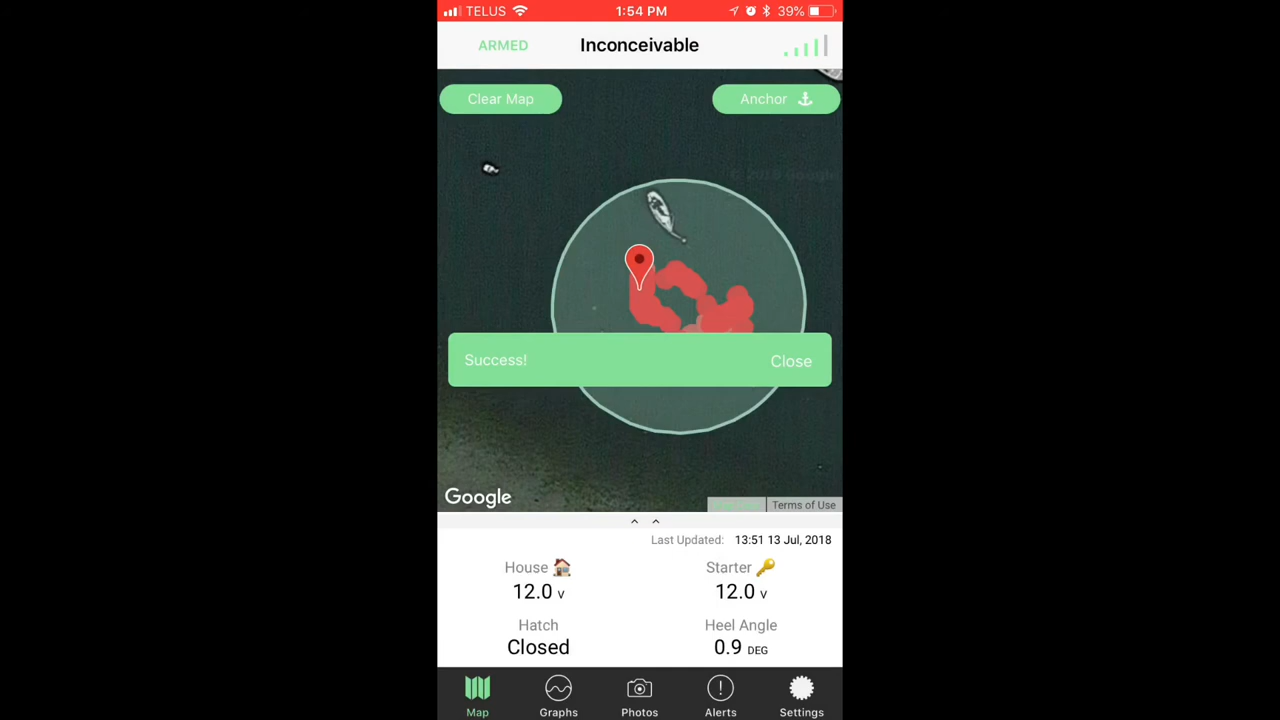 TELUS 1:54 PM 39%
ARMED Inconceivable
Clear Map Anchor
© 2018 Google
Success! Close
Google Terms of Use
Last Updated: 13:51 13 Jul, 2018
House Starter
12.0 v 12.0 v
Hatch Heel Angle
Closed 0.9 DEG
Map Graphs Photos Alerts Settings